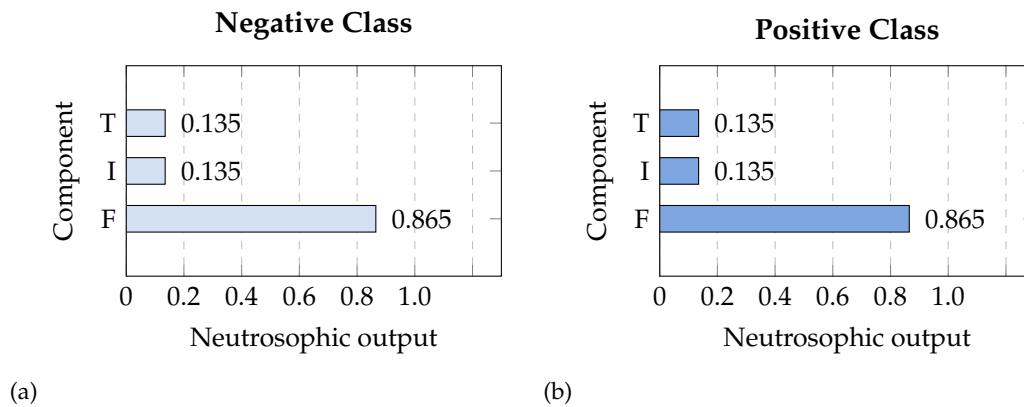 Negative Class
Component
T
0.135
I
0.135
F
0.865
0 0.2 0.4 0.6 0.8 1.0
Neutrosophic output
(a)
Positive Class
Component
T
0.135
I
0.135
F
0.865
0 0.2 0.4 0.6 0.8 1.0
Neutrosophic output
(b)